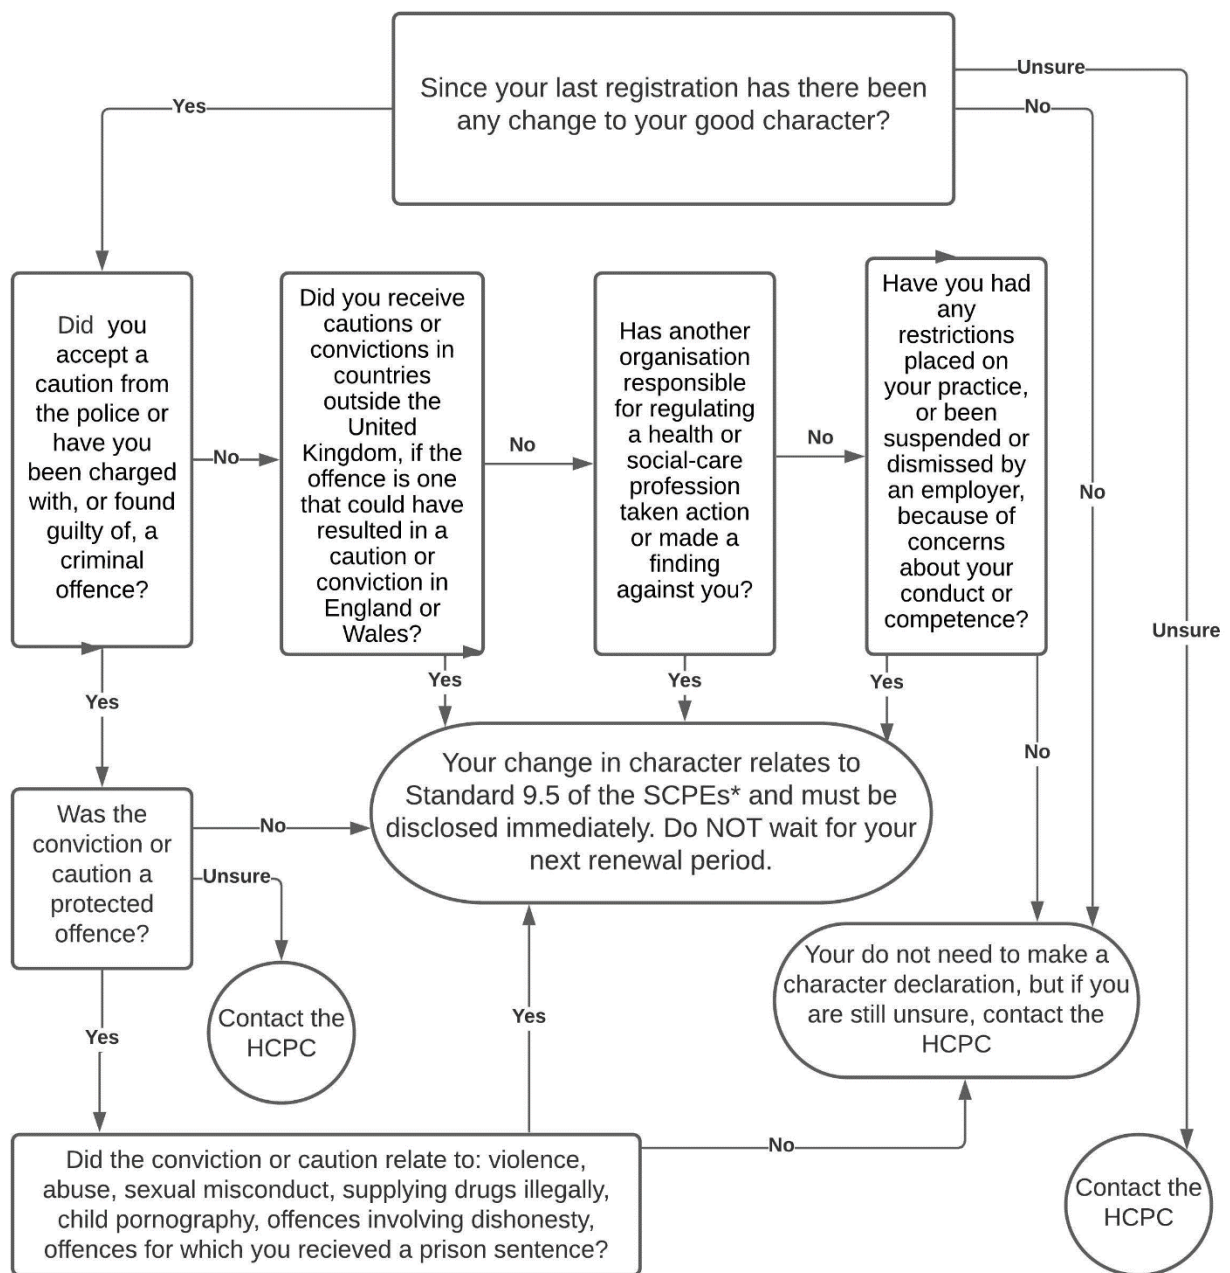 Since your last registration has there been
any change to your good character?
Unsure
Yes
No
Did you
accept a
caution from
the police or
have you
been charged
with, or found
guilty of, a
criminal
offence?
No
Did you receive
cautions or
convictions in
countries
outside the
United
Kingdom, if the
offence is one
that could have
resulted in a
caution or
conviction in
England or
Wales?
No
Has another
organisation
responsible
for regulating
a health or
social-care
profession
taken action
or made a
finding
against you?
No
Have you had
any
restrictions
placed on
your practice,
or been
suspended or
dismissed by
an employer,
because of
concerns
about your
conduct or
competence?
No
Unsure
Yes
Yes
Yes
Yes
No
Your change in character relates to
Standard 9.5 of the SCPEs* and must be
disclosed immediately. Do NOT wait for your
next renewal period.
Was the
conviction or
caution a
protected
offence?
No
Unsure
Contact the
HCPC
Yes
Yes
Your do not need to make a
character declaration, but if you
are still unsure, contact the
HCPC
Did the conviction or caution relate to: violence,
abuse, sexual misconduct, supplying drugs illegally,
child pornography, offences involving dishonesty,
offences for which you recieved a prison sentence?
No
Contact the
HCPC